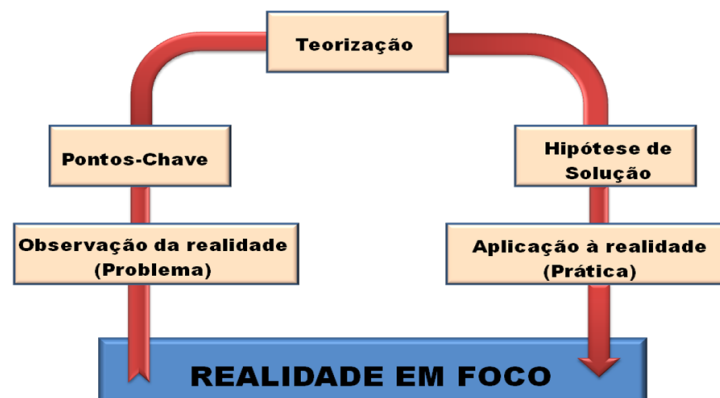 Teorização
Pontos-Chave
Hipótese de
Solução
Observação da realidade
(Problema)
Aplicação à realidade
(Prática)
REALIDADE EM FOCO